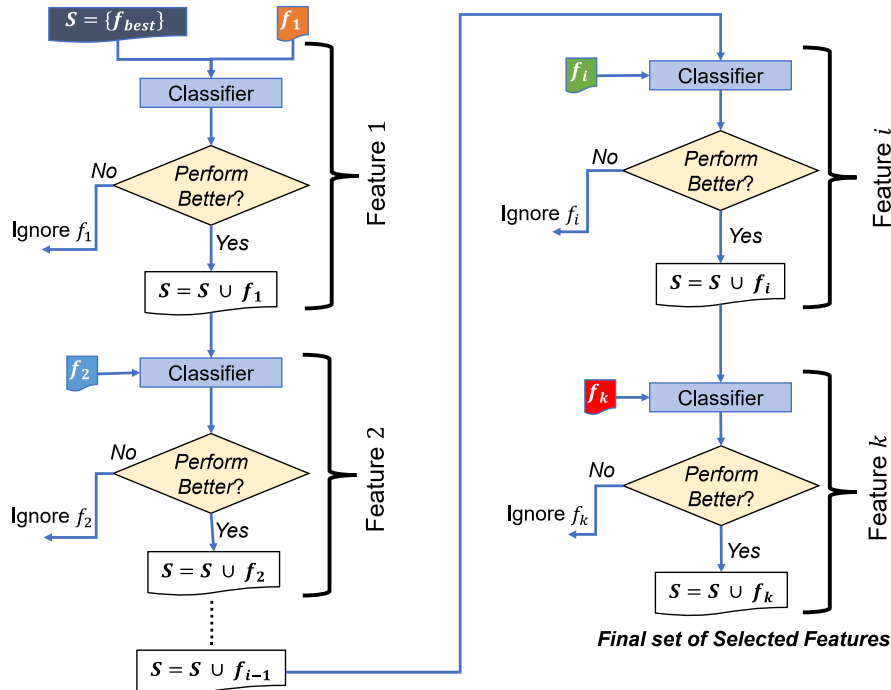 S = {f_best}
f_1
Classifier
No
Perform
Better?
Ignore f_1
Yes
S = S ∪ f_1
Feature 1
f_2
Classifier
No
Perform
Better?
Ignore f_2
Yes
S = S ∪ f_2
Feature 2
S = S ∪ f_{i−1}
f_i
Classifier
No
Perform
Better?
Ignore f_i
Yes
S = S ∪ f_i
Feature i
f_k
Classifier
No
Perform
Better?
Ignore f_k
Yes
S = S ∪ f_k
Feature k
Final set of Selected Features